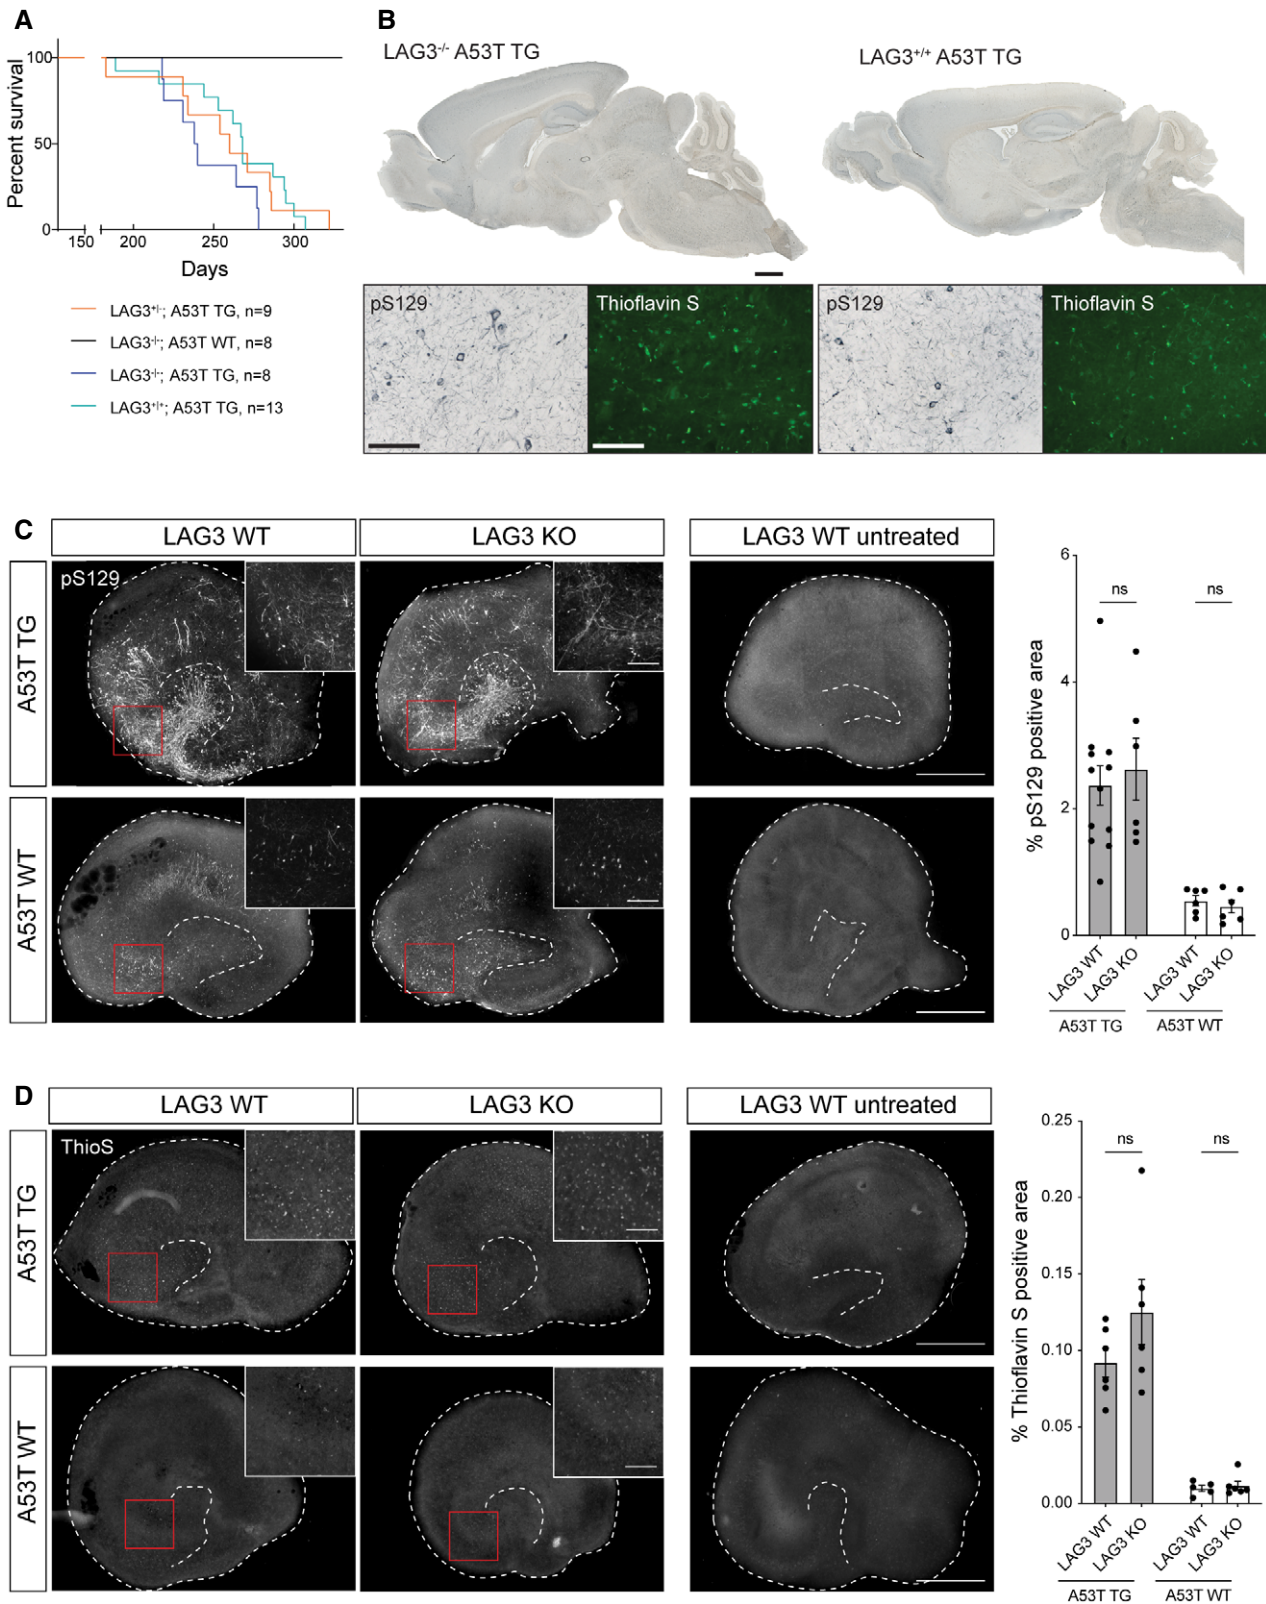 A
Percent survival
100
50
0
150 200 250 300
Days
LAG3+/-; A53T TG, n=9
LAG3-/-; A53T WT, n=8
LAG3-/-; A53T TG, n=8
LAG3+/+; A53T TG, n=13
B
LAG3-/- A53T TG
LAG3+/+ A53T TG
pS129
Thioflavin S
pS129
Thioflavin S
C
LAG3 WT
LAG3 KO
LAG3 WT untreated
A53T TG
pS129
A53T WT
% pS129 positive area
6
4
2
0
ns
ns
LAG3 WT
LAG3 KO
LAG3 WT
LAG3 KO
A53T TG
A53T WT
D
LAG3 WT
LAG3 KO
LAG3 WT untreated
A53T TG
ThioS
A53T WT
% Thioflavin S positive area
0.25
0.20
0.15
0.10
0.05
0.00
ns
ns
LAG3 WT
LAG3 KO
LAG3 WT
LAG3 KO
A53T TG
A53T WT